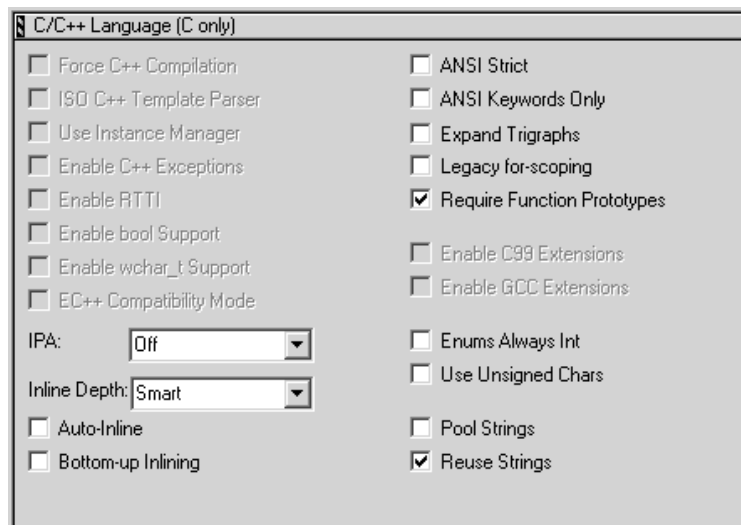 C/C++ Language (C only)
Force C++ Compilation
ISO C++ Template Parser
Use Instance Manager
Enable C++ Exceptions
Enable RTTI
Enable bool Support
Enable wchar_t Support
EC++ Compatibility Mode
IPA: Off
Inline Depth: Smart
Auto-Inline
Bottom-up Inlining
ANSI Strict
ANSI Keywords Only
Expand Trigraphs
Legacy for-scoping
Require Function Prototypes
Enable C99 Extensions
Enable GCC Extensions
Enums Always Int
Use Unsigned Chars
Pool Strings
Reuse Strings